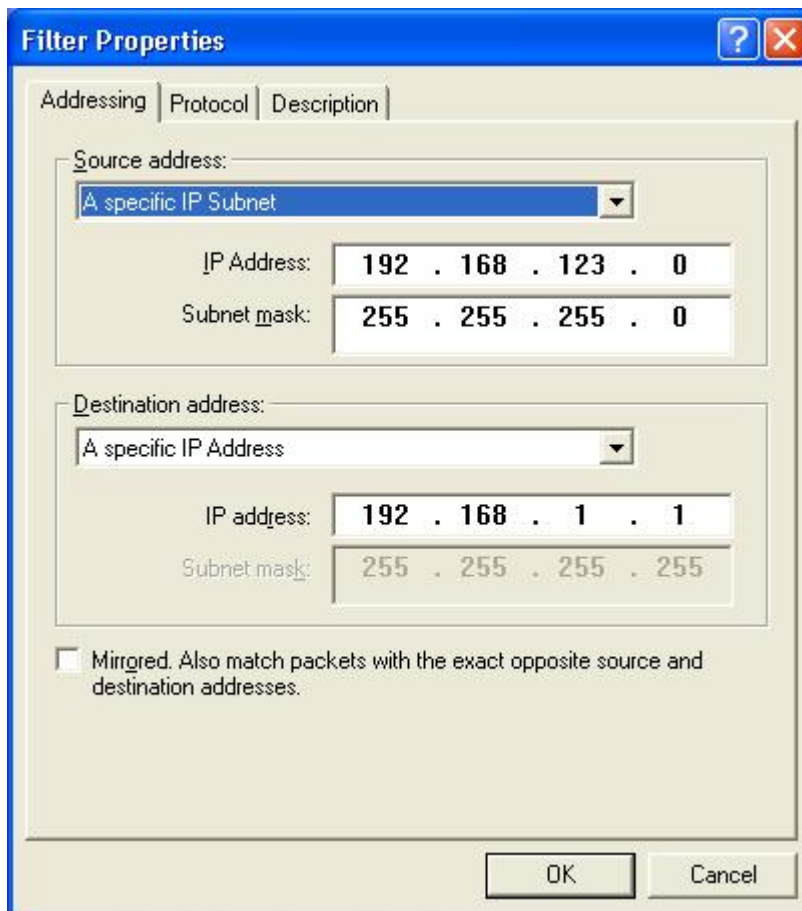 Filter Properties
Addressing Protocol Description
Source address:
A specific IP Subnet
IP Address: 192 . 168 . 123 . 0
Subnet mask: 255 . 255 . 255 . 0
Destination address:
A specific IP Address
IP address: 192 . 168 . 1 . 1
Subnet mask: 255 . 255 . 255 . 255
Mirrored. Also match packets with the exact opposite source and
destination addresses.
OK Cancel